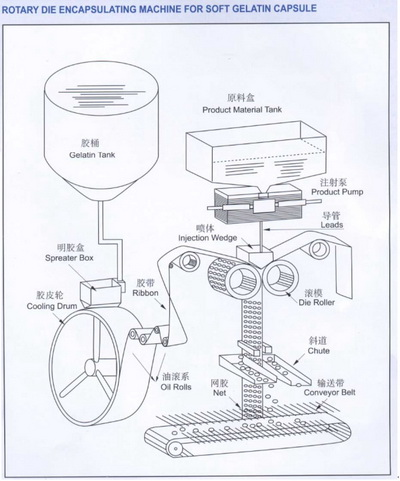 ROTARY DIE ENCAPSULATING MACHINE FOR SOFT GELATIN CAPSULE
原料盒
Product Material Tank
胶桶
Gelatin Tank
注射泵
Product Pump
导管
Leads
喷体
Injection Wedge
明胶盒
Spreater Box
胶皮轮
Cooling Drum
胶带
Ribbon
滚模
Die Roller
斜道
Chute
油滚系
Oil Rolls
网胶
Net
输送带
Conveyor Belt